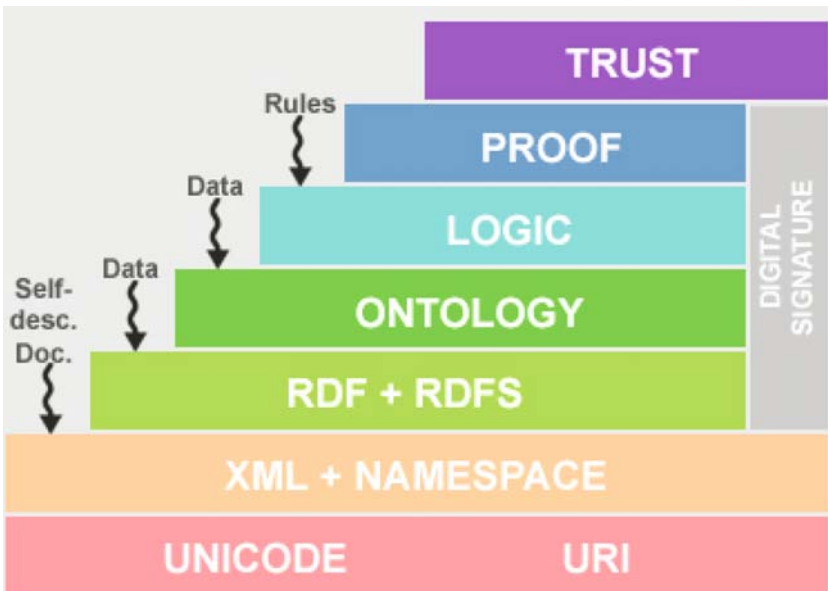 TRUST
Rules
PROOF
Data
LOGIC
Data
ONTOLOGY
Self-
desc.
Doc.
RDF + RDFS
DIGITAL
SIGNATURE
XML + NAMESPACE
UNICODE URI